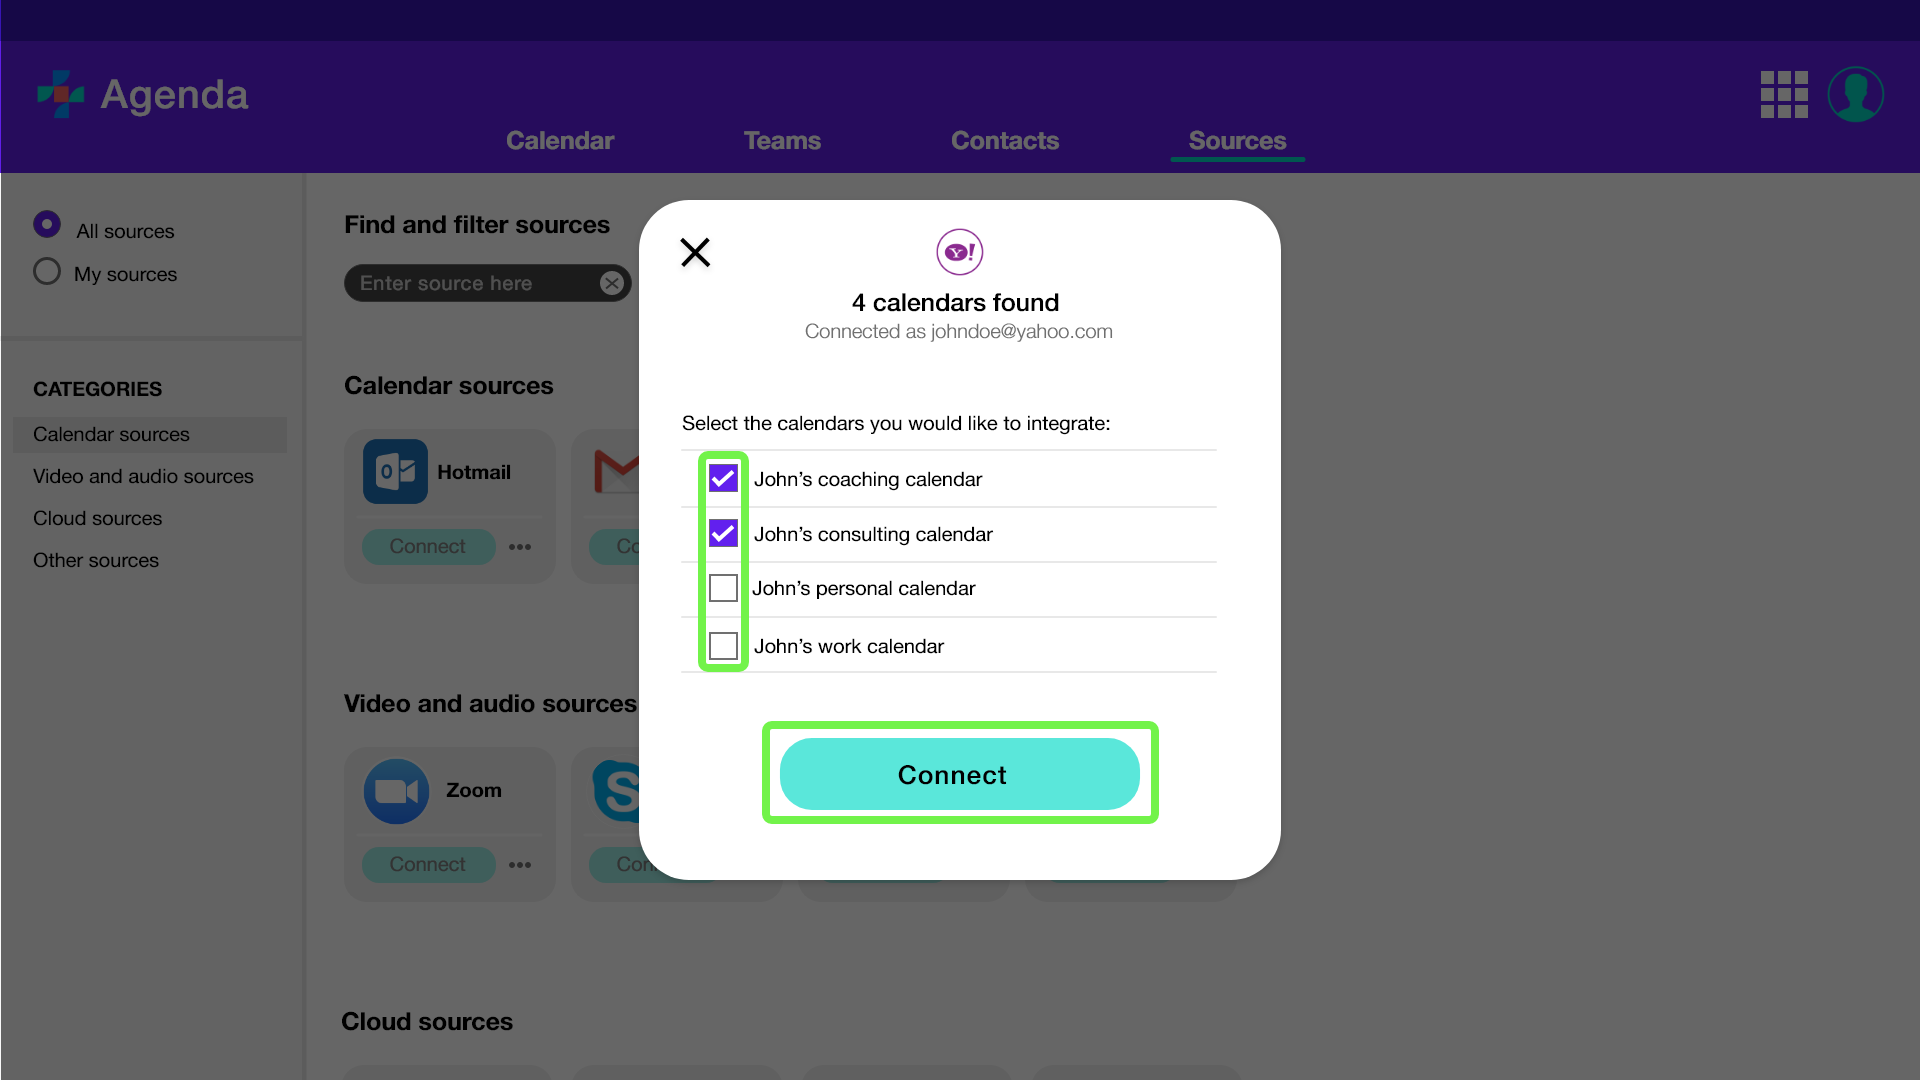 Agenda
Calendar Teams Contacts Sources
All sources
My sources
CATEGORIES
Calendar sources
Video and audio sources
Cloud sources
Other sources
Find and filter sources
Enter source here
Calendar sources
Hotmail
Connect
Video and audio sources
Zoom
Connect
Cloud sources
Y!
4 calendars found
Connected as johndoe@yahoo.com
Select the calendars you would like to integrate:
John’s coaching calendar
John’s consulting calendar
John’s personal calendar
John’s work calendar
Connect